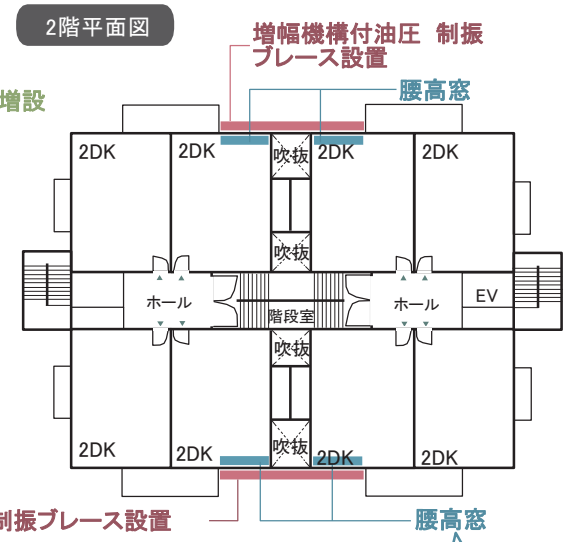 2階平面図
増幅機構付油圧 制振
ブレース設置
増設
腰高窓
2DK
2DK
吹抜
2DK
2DK
吹抜
ホール
階段室
ホール
EV
吹抜
2DK
2DK
吹抜
2DK
2DK
制振ブレース設置
腰高窓